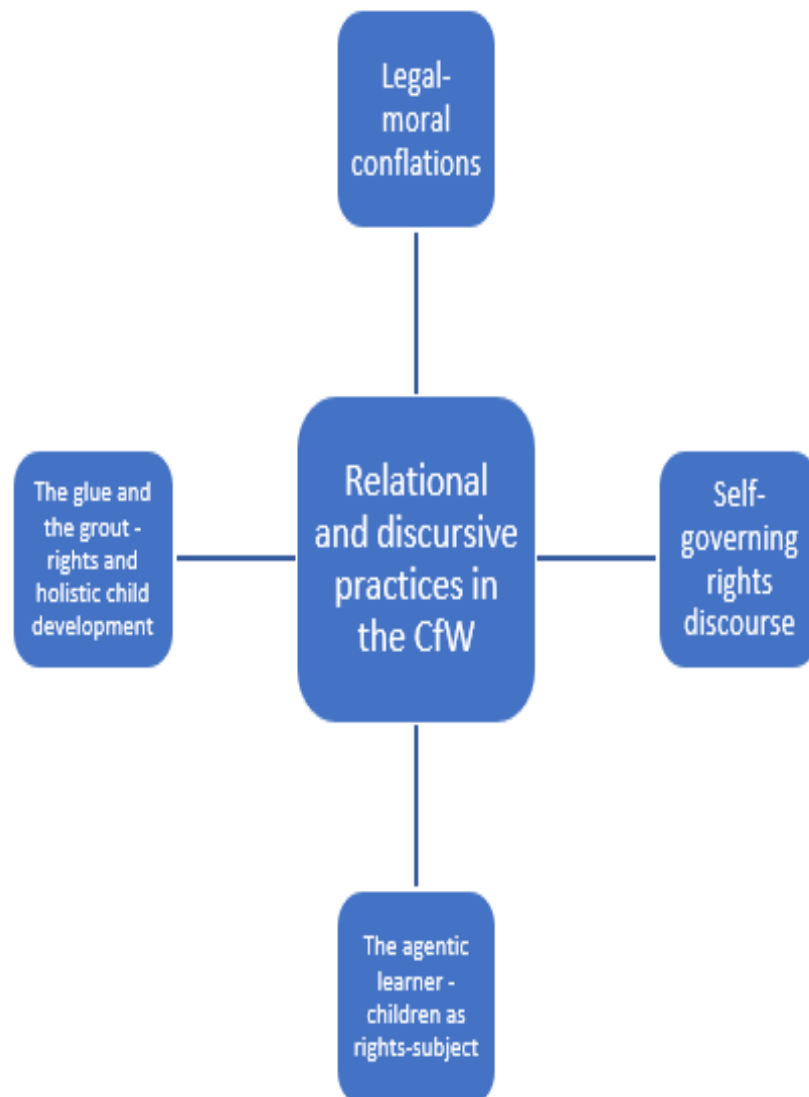 Legal-
moral
conflations
The glue and
the grout -
rights and
holistic child
development
Relational
and discursive
practices in
the CfW
Self-
governing
rights
discourse
The agentic
learner -
children as
rights-subject